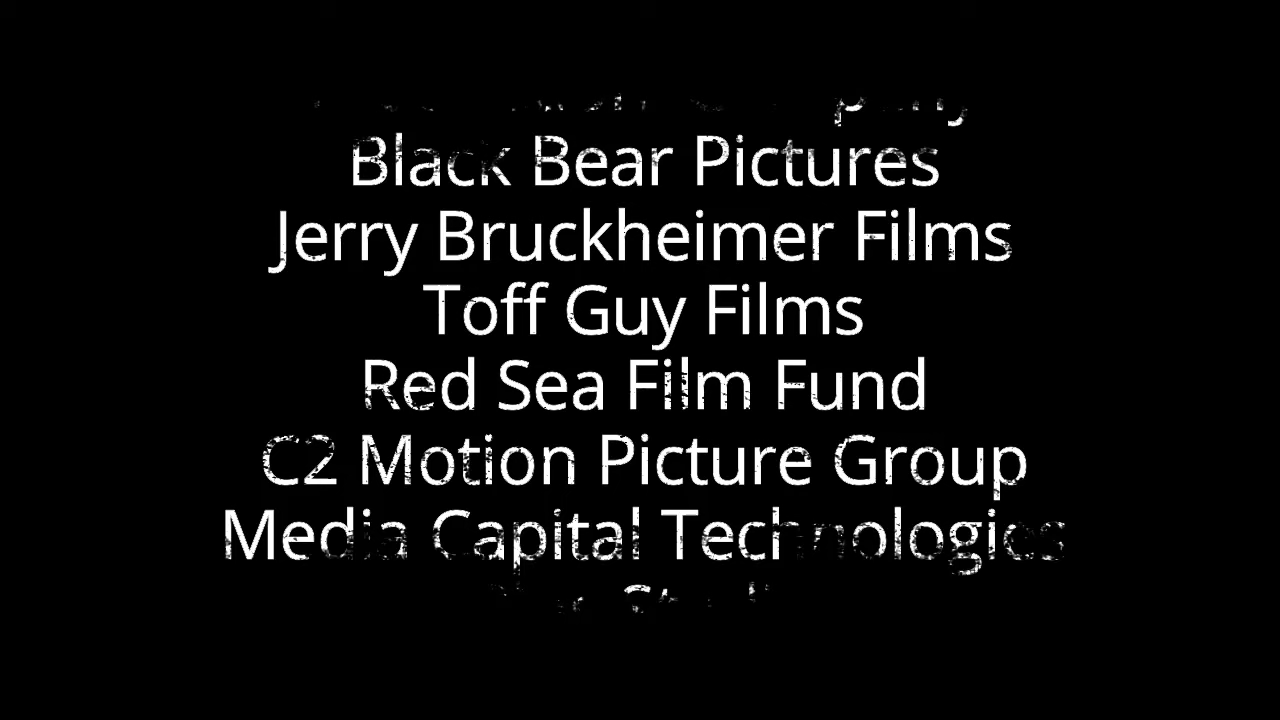 Black Bear Pictures
Jerry Bruckheimer Films
Toff Guy Films
Red Sea Film Fund
C2 Motion Picture Group
Media Capital Technologies